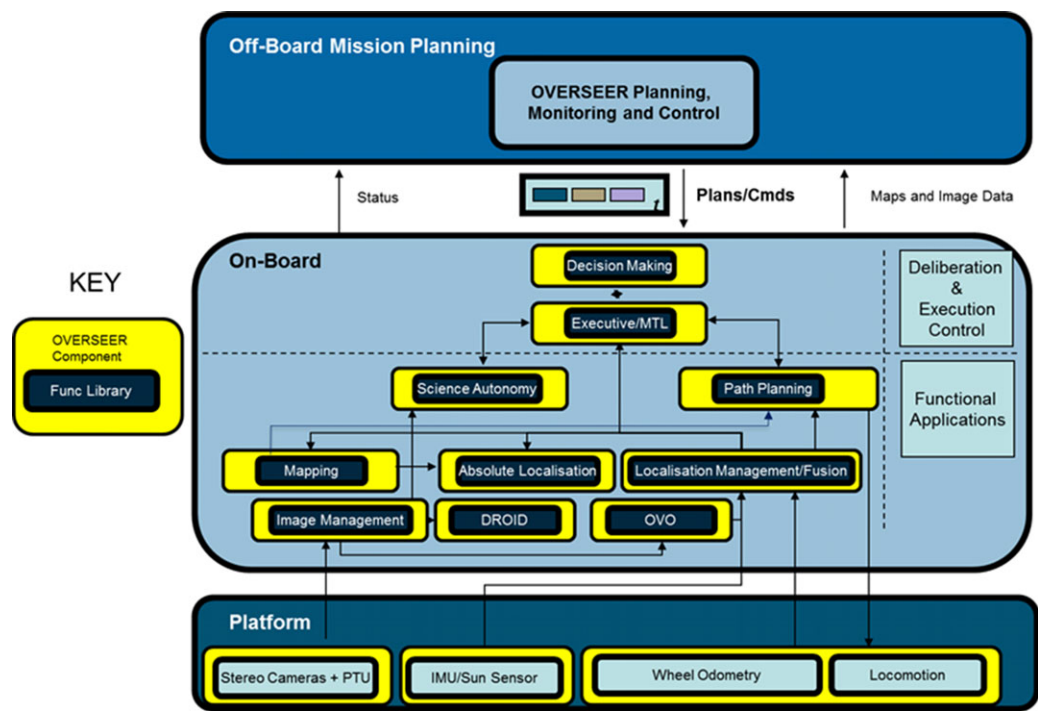 Off-Board Mission Planning
OVERSEER Planning,
Monitoring and Control
Status
t
Plans/Cmds
Maps and Image Data
KEY
OVERSEER
Component
Func Library
On-Board
Decision Making
Executive/MTL
Deliberation
&
Execution
Control
Science Autonomy
Path Planning
Functional
Applications
Mapping
Absolute Localisation
Localisation Management/Fusion
Image Management
DROID
OVO
Platform
Stereo Cameras + PTU
IMU/Sun Sensor
Wheel Odometry
Locomotion